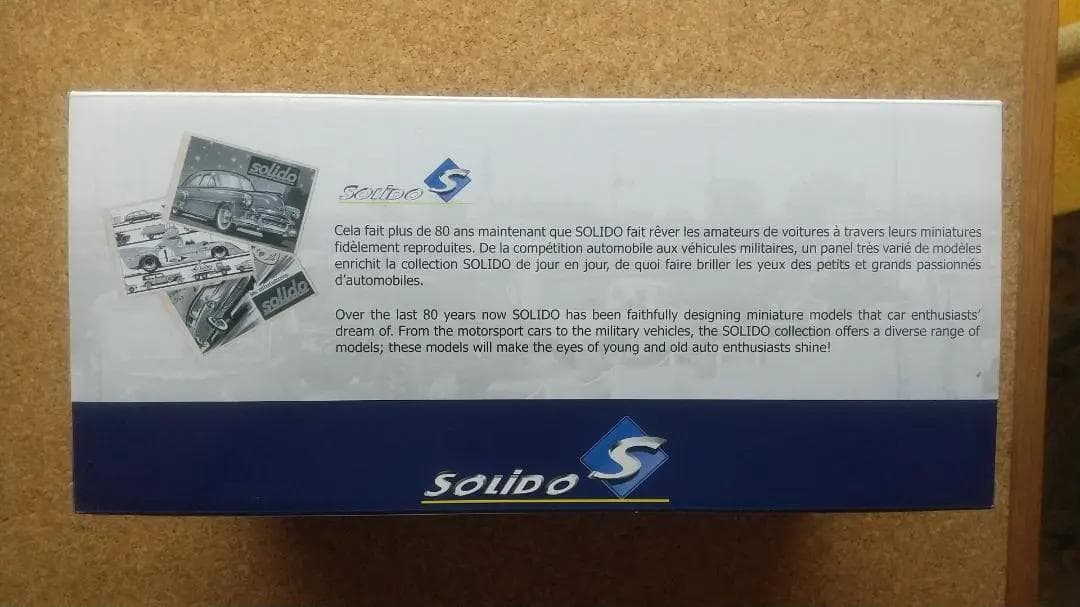 solido
SOLiDO S
Cela fait plus de 80 ans maintenant que SOLIDO fait rêver les amateurs de voitures à travers leurs miniatures
fidèlement reproduites. De la compétition automobile aux véhicules militaires, un panel très varié de modèles
enrichit la collection SOLIDO de jour en jour, de quoi faire briller les yeux des petits et grands passionnés
d'automobiles.
solido
Over the last 80 years now SOLIDO has been faithfully designing miniature models that car enthusiasts'
dream of. From the motorsport cars to the military vehicles, the SOLIDO collection offers a diverse range of
models; these models will make the eyes of young and old auto enthusiasts shine!
SOLiDO S